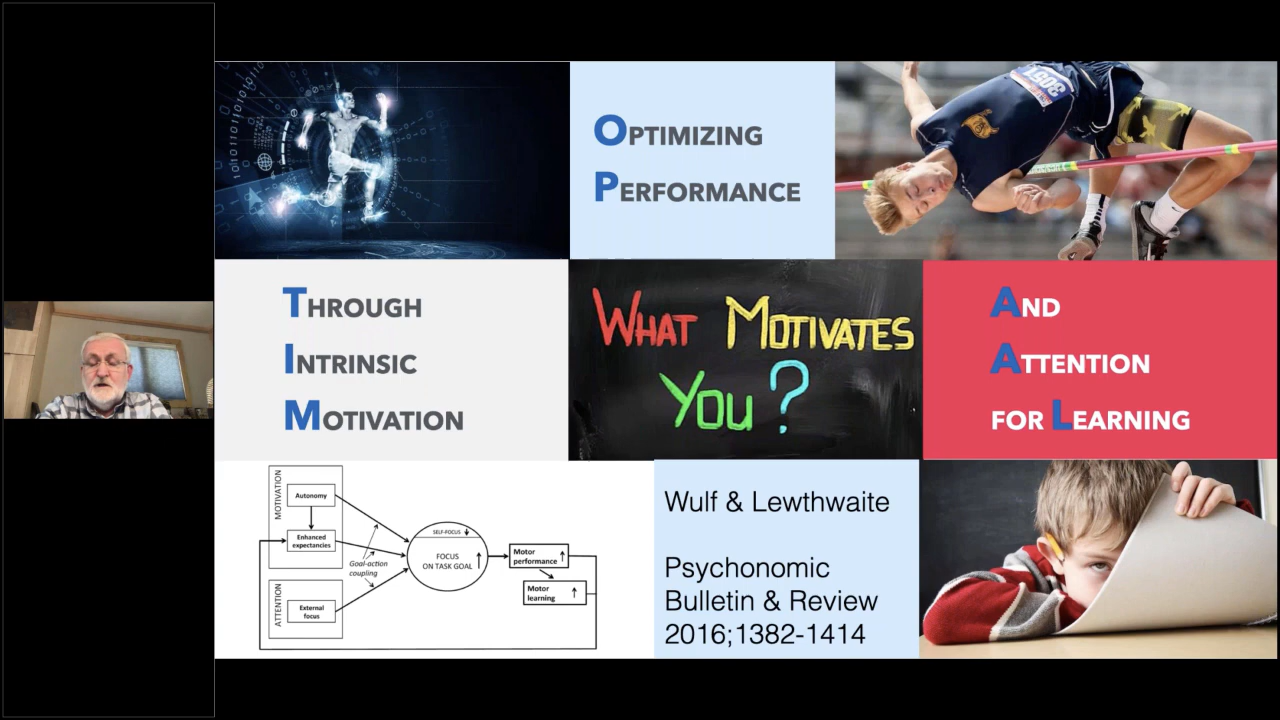 OPTIMIZING
PERFORMANCE
THROUGH
INTRINSIC
MOTIVATION
WHAT MOTIVATES
YOU?
AND
ATTENTION
FOR LEARNING
MOTIVATION
Autonomy
Enhanced
expectancies
Goal-action
coupling
ATTENTION
External
focus
SELF-FOCUS
FOCUS
ON TASK GOAL
Motor
performance
Motor
learning
Wulf & Lewthwaite
Psychonomic
Bulletin & Review
2016;1382-1414